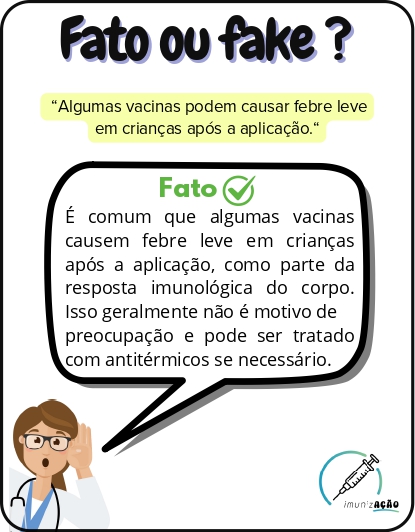 Fato ou fake ?
“Algumas vacinas podem causar febre leve
em crianças após a aplicação.“
Fato
É comum que algumas vacinas
causem febre leve em crianças
após a aplicação, como parte da
resposta imunológica do corpo.
Isso geralmente não é motivo de
preocupação e pode ser tratado
com antitérmicos se necessário.
imunizAÇÃO